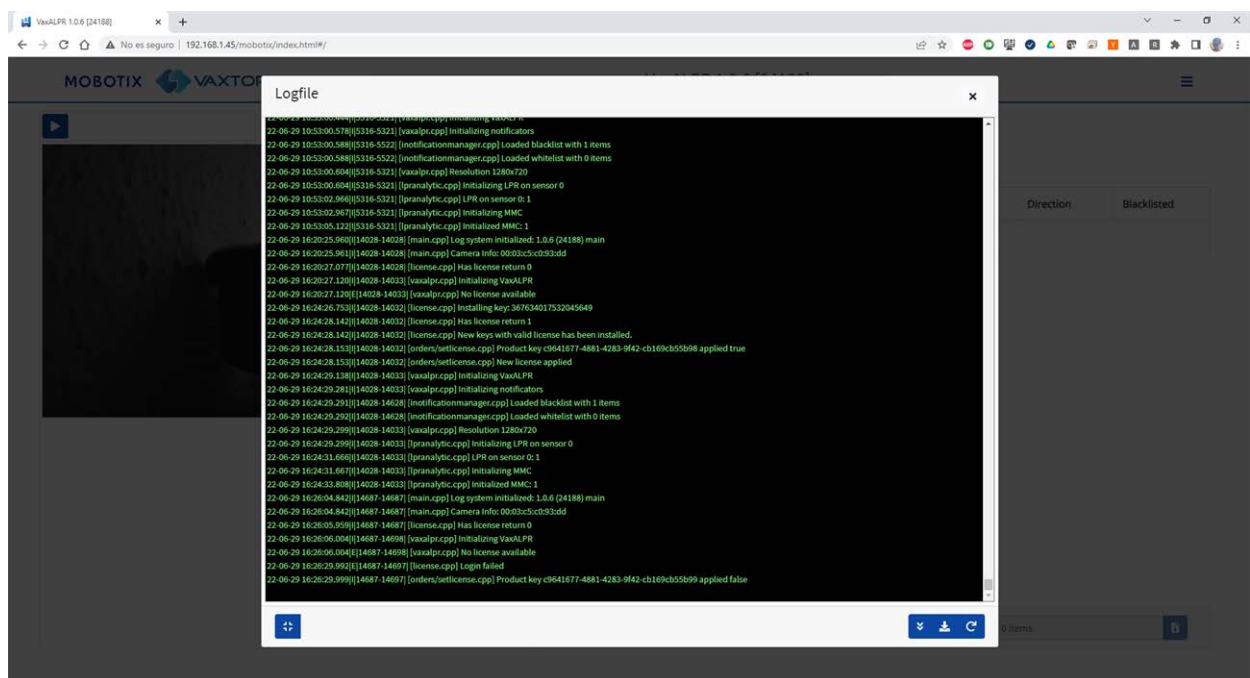 VaxALPR 1.0.6 [24188]
No es seguro | 192.168.1.45/mobotix/index.html#/
MOBOTIX VAXTOR
Logfile
22-06-29 10:53:00.444|I|5316-5321| [vaxalpr.cpp] Initializing VaxALPR
22-06-29 10:53:00.578|I|5316-5321| [vaxalpr.cpp] Initializing notificators
22-06-29 10:53:00.588|I|5316-5522| [inotificationmanager.cpp] Loaded blacklist with 1 items
22-06-29 10:53:00.588|I|5316-5522| [inotificationmanager.cpp] Loaded whitelist with 0 items
22-06-29 10:53:00.604|I|5316-5321| [vaxalpr.cpp] Resolution 1280x720
22-06-29 10:53:00.604|I|5316-5321| [lpranalytic.cpp] Initializing LPR on sensor 0
22-06-29 10:53:02.966|I|5316-5321| [lpranalytic.cpp] LPR on sensor 0: 1
22-06-29 10:53:02.967|I|5316-5321| [lpranalytic.cpp] Initializing MMC
22-06-29 10:53:05.122|I|5316-5321| [lpranalytic.cpp] Initialized MMC: 1
22-06-29 16:20:25.960|I|14028-14028| [main.cpp] Log system initialized: 1.0.6 (24188) main
22-06-29 16:20:25.961|I|14028-14028| [main.cpp] Camera Info: 00:03:c5:c0:93:dd
22-06-29 16:20:27.077|I|14028-14028| [license.cpp] Has license return 0
22-06-29 16:20:27.120|I|14028-14033| [vaxalpr.cpp] Initializing VaxALPR
22-06-29 16:20:27.120|E|14028-14033| [vaxalpr.cpp] No license available
22-06-29 16:24:26.753|I|14028-14032| [license.cpp] Installing key: 367634017532045649
22-06-29 16:24:28.142|I|14028-14032| [license.cpp] Has license return 1
22-06-29 16:24:28.142|I|14028-14032| [license.cpp] New keys with valid license has been installed.
22-06-29 16:24:28.153|I|14028-14032| [orders/setlicense.cpp] Product key c9641677-4881-4283-9f42-cb169cb55b98 applied true
22-06-29 16:24:28.153|I|14028-14032| [orders/setlicense.cpp] New license applied
22-06-29 16:24:29.138|I|14028-14033| [vaxalpr.cpp] Initializing VaxALPR
22-06-29 16:24:29.281|I|14028-14033| [vaxalpr.cpp] Initializing notificators
22-06-29 16:24:29.291|I|14028-14628| [inotificationmanager.cpp] Loaded blacklist with 1 items
22-06-29 16:24:29.292|I|14028-14628| [inotificationmanager.cpp] Loaded whitelist with 0 items
22-06-29 16:24:29.299|I|14028-14033| [vaxalpr.cpp] Resolution 1280x720
22-06-29 16:24:29.299|I|14028-14033| [lpranalytic.cpp] Initializing LPR on sensor 0
22-06-29 16:24:31.666|I|14028-14033| [lpranalytic.cpp] LPR on sensor 0: 1
22-06-29 16:24:31.667|I|14028-14033| [lpranalytic.cpp] Initializing MMC
22-06-29 16:24:33.808|I|14028-14033| [lpranalytic.cpp] Initialized MMC: 1
22-06-29 16:26:04.842|I|14687-14687| [main.cpp] Log system initialized: 1.0.6 (24188) main
22-06-29 16:26:04.842|I|14687-14687| [main.cpp] Camera Info: 00:03:c5:c0:93:dd
22-06-29 16:26:05.959|I|14687-14687| [license.cpp] Has license return 0
22-06-29 16:26:06.004|I|14687-14698| [vaxalpr.cpp] Initializing VaxALPR
22-06-29 16:26:06.004|E|14687-14698| [vaxalpr.cpp] No license available
22-06-29 16:26:29.992|E|14687-14697| [license.cpp] Login failed
22-06-29 16:26:29.999|I|14687-14697| [orders/setlicense.cpp] Product key c9641677-4881-4283-9f42-cb169cb55b99 applied false
Direction Blacklisted
0 items